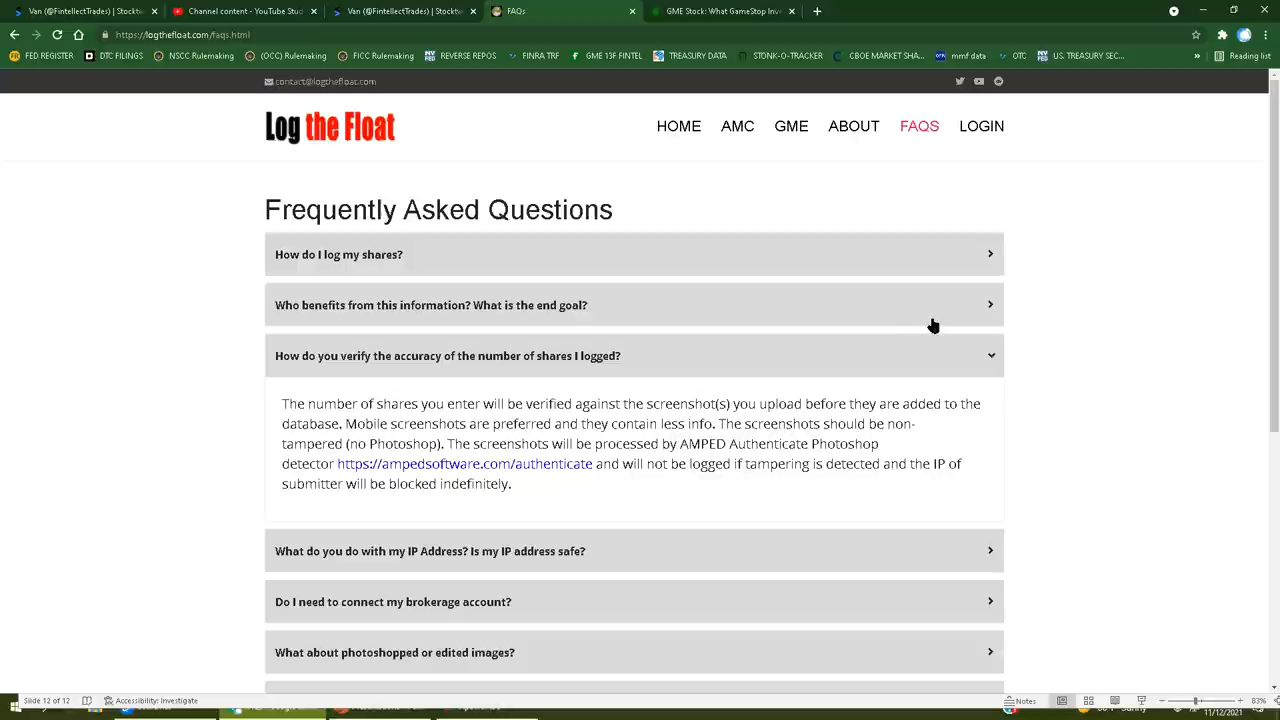 Van (@FintellectTrades) | Stocktw
Channel content - YouTube Stud
Van (@FintellectTrades) | Stocktw
FAQs
GME Stock: What GameStop Inve
https://logthefloat.com/faqs.html
FED REGISTER
DTC FILINGS
NSCC Rulemaking
(OCC) Rulemaking
FICC Rulemaking
REVERSE REPOS
FINRA TRF
GME 13F FINTEL
TREASURY DATA
STONK-O-TRACKER
CBOE MARKET SHA...
mmf data
OTC
U.S. TREASURY SEC...
»
Reading list
contact@logthefloat.com
Log the Float
HOME
AMC
GME
ABOUT
FAQS
LOGIN
Frequently Asked Questions
How do I log my shares?
Who benefits from this information? What is the end goal?
How do you verify the accuracy of the number of shares I logged?
The number of shares you enter will be verified against the screenshot(s) you upload before they are added to the
database. Mobile screenshots are preferred and they contain less info. The screenshots should be non-
tampered (no Photoshop). The screenshots will be processed by AMPED Authenticate Photoshop
detector https://ampedsoftware.com/authenticate and will not be logged if tampering is detected and the IP of
submitter will be blocked indefinitely.
What do you do with my IP Address? Is my IP address safe?
Do I need to connect my brokerage account?
What about photoshopped or edited images?
Slide 12 of 12
Accessibility: Investigate
Notes
83%
11/12/2021